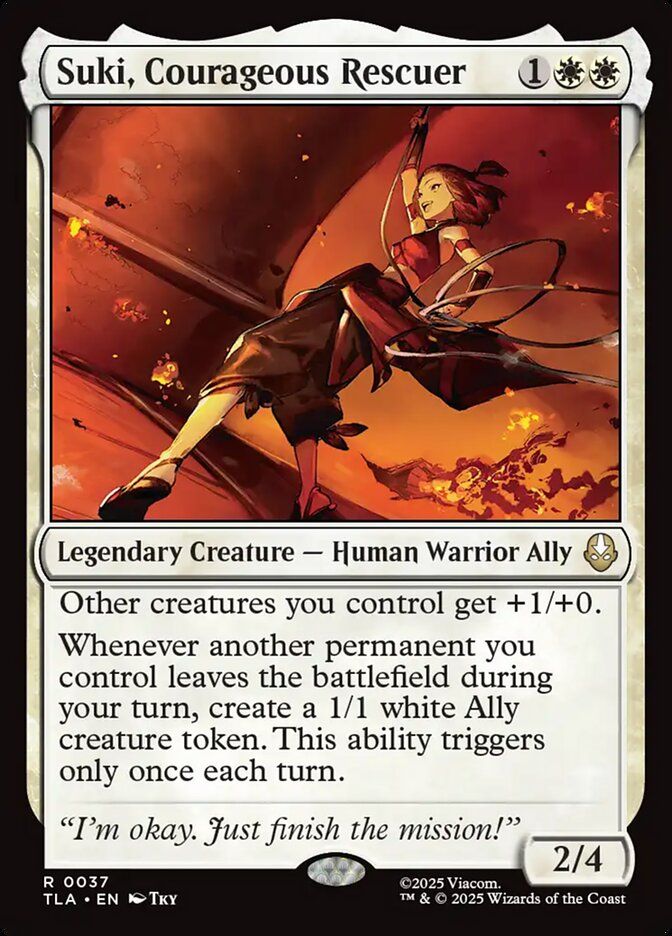 Suki, Courageous Rescuer 1
Legendary Creature — Human Warrior Ally
Other creatures you control get +1/+0.
Whenever another permanent you
control leaves the battlefield during
your turn, create a 1/1 white Ally
creature token. This ability triggers
only once each turn.
“I’m okay. Just finish the mission!”
2/4
R 0037
TLA • EN TKY
©2025 Viacom.
™ & © 2025 Wizards of the Coast